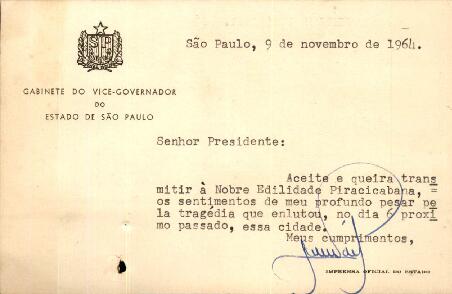 São Paulo, 9 de novembro de 1964.
GABINETE DO VICE-GOVERNADOR
DO
ESTADO DE SÃO PAULO
Senhor Presidente:
Aceite e queira trans
mitir à Nobre Edilidade Piracicabana, =
os sentimentos de meu profundo pesar pe
la tragédia que enlutou, no dia 6 proxi
mo passado, essa cidade.
Meus cumprimentos,
IMPRENSA OFICIAL DO ESTADO